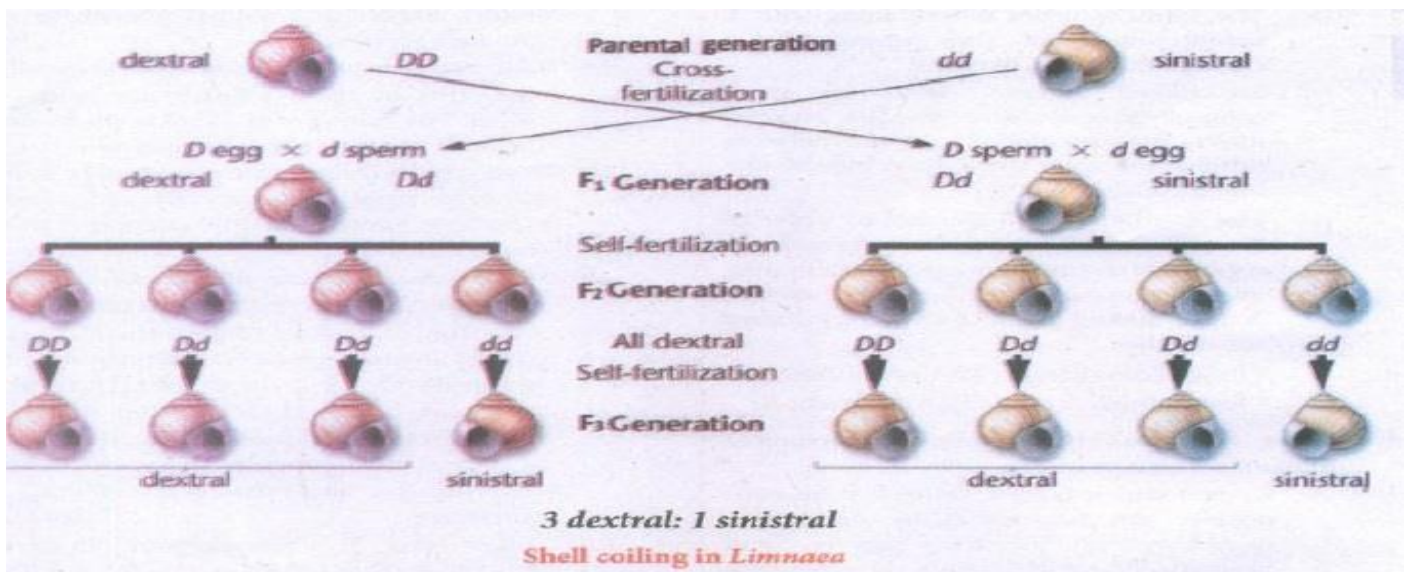 dextral DD Parental generation dd sinistral
Cross-
fertilization
D egg × d sperm D sperm × d egg
dextral Dd F₁ Generation Dd sinistral
Self-fertilization
F₂ Generation
DD Dd Dd dd All dextral DD Dd Dd dd
Self-fertilization
F₃ Generation
dextral sinistral dextral sinistral
3 dextral: 1 sinistral
Shell coiling in Limnaea